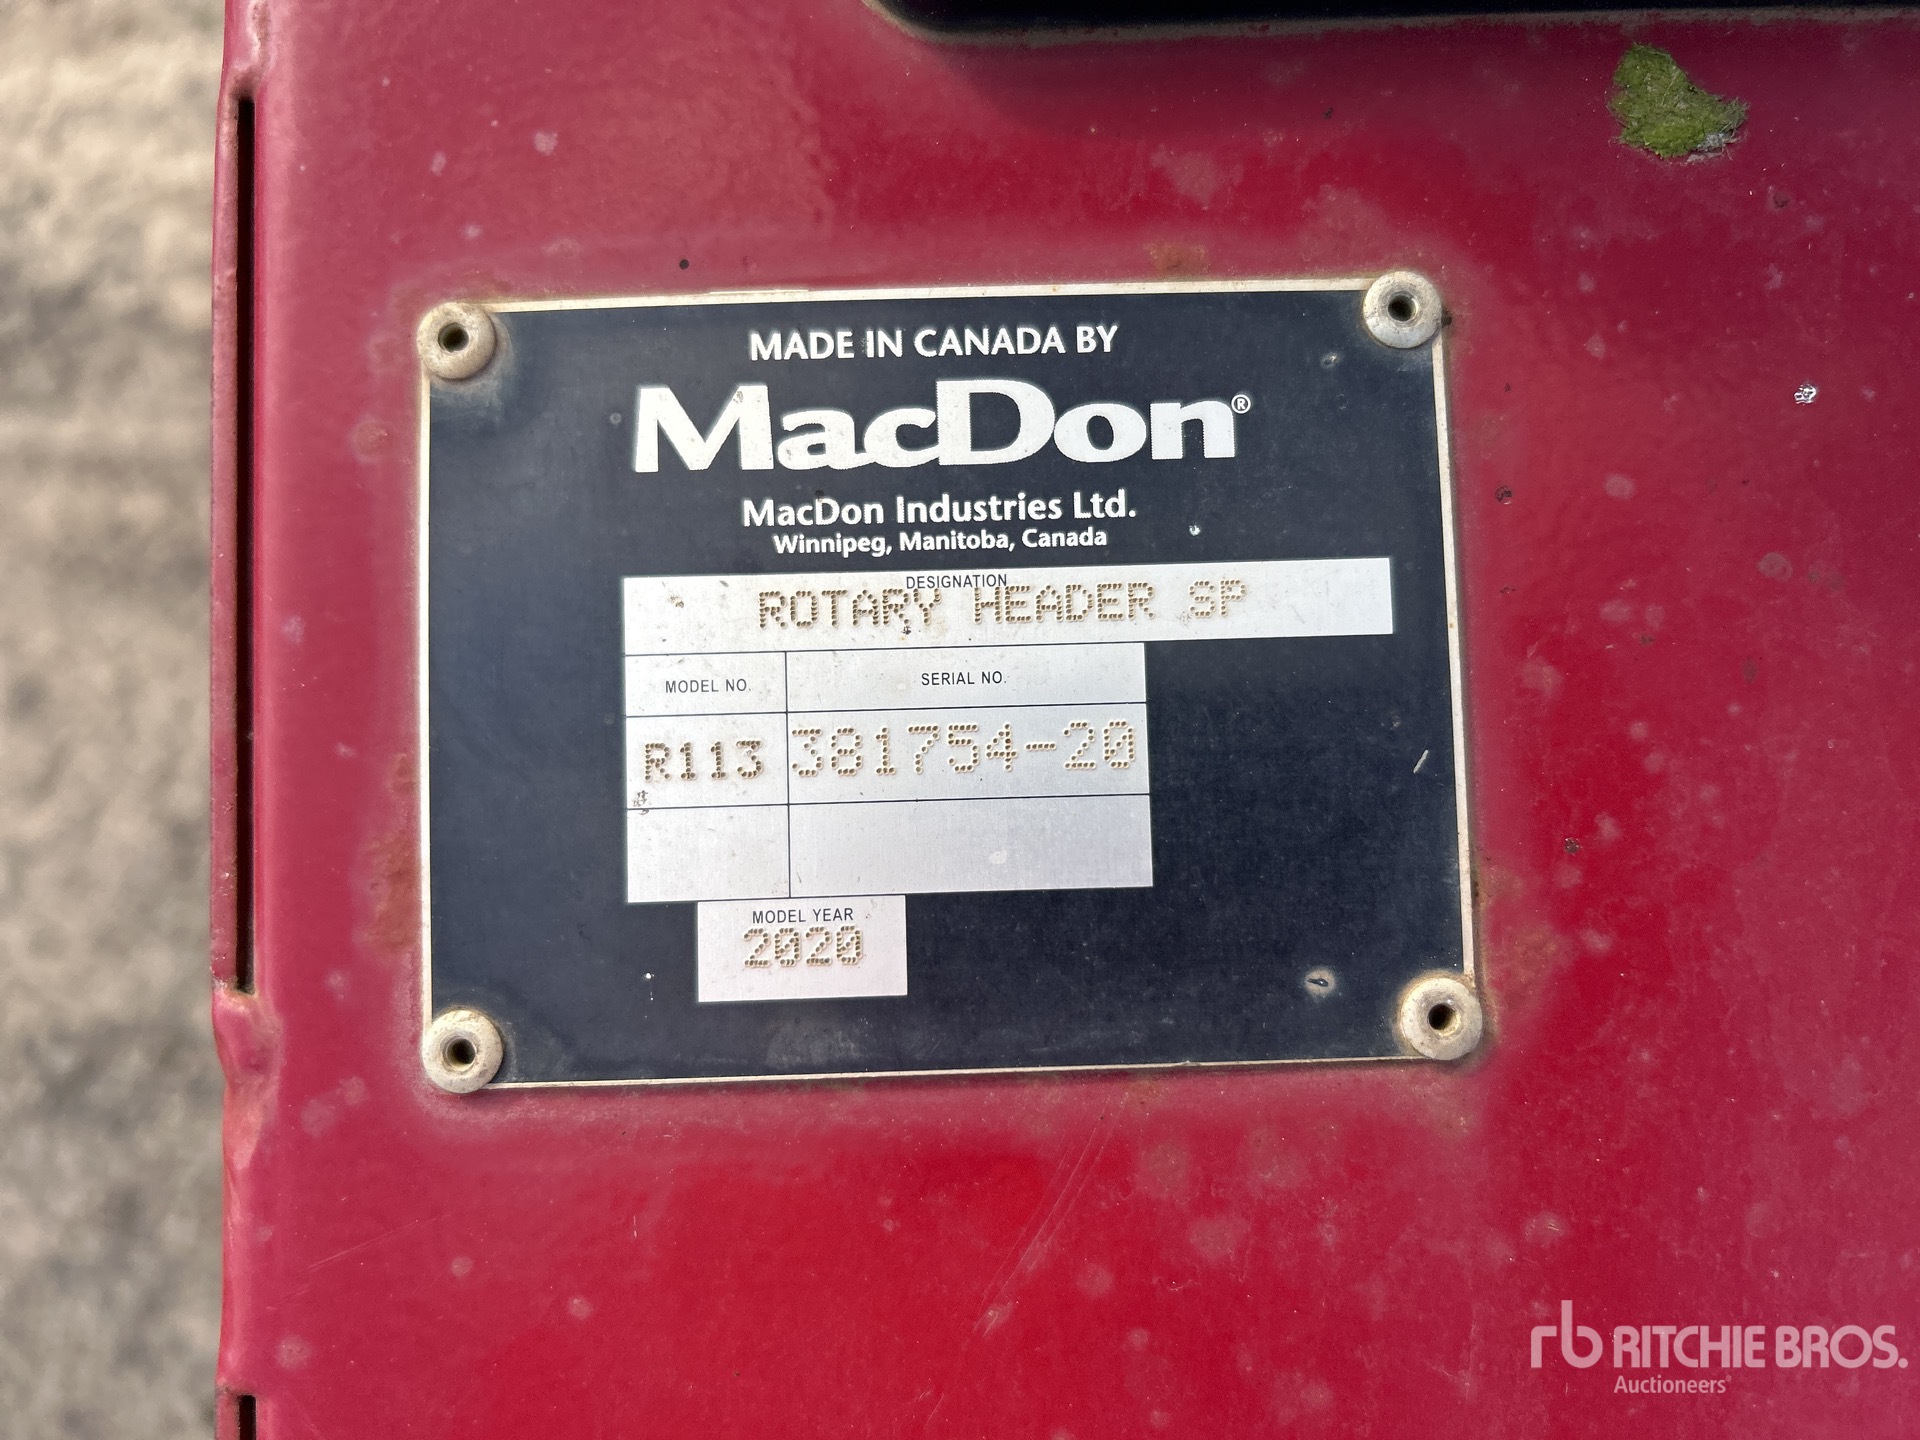 MADE IN CANADA BY
MacDon®
MacDon Industries Ltd.
Winnipeg, Manitoba, Canada
DESIGNATION
ROTARY HEADER SP
MODEL NO. SERIAL NO.
R113 381754-20
MODEL YEAR
2020
rb RITCHIE BROS.
Auctioneers